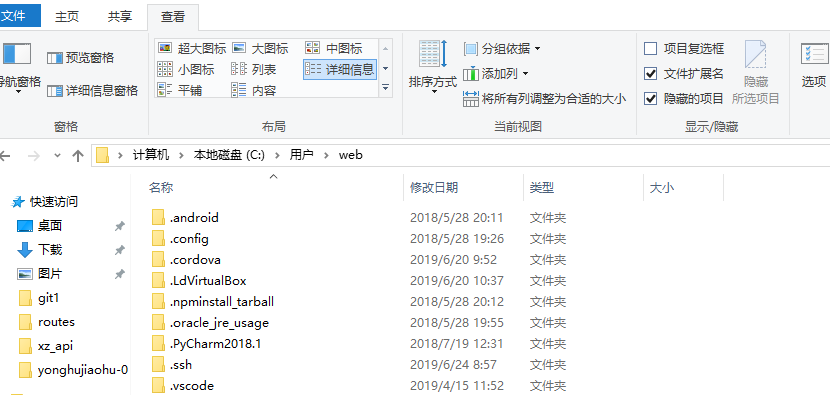 文件 主页 共享 查看
预览窗格 超大图标 大图标 中图标 分组依据 项目复选框
导航窗格 小图标 列表 详细信息 排序方式 添加列 文件扩展名 隐藏 选项
详细信息窗格 平铺 内容 将所有列调整为合适的大小 隐藏的项目 所选项目
窗格 布局 当前视图 显示/隐藏
计算机 本地磁盘 (C:) 用户 web
名称 修改日期 类型 大小
快速访问
桌面
下载
图片
git1
routes
xz_api
yonghujiaohu-0
.android 2018/5/28 20:11 文件夹
.config 2018/5/28 19:26 文件夹
.cordova 2019/6/20 9:52 文件夹
.LdVirtualBox 2019/6/20 10:37 文件夹
.npminstall_tarball 2018/5/28 20:12 文件夹
.oracle_jre_usage 2018/5/28 19:55 文件夹
.PyCharm2018.1 2018/7/19 12:31 文件夹
.ssh 2019/6/24 8:57 文件夹
.vscode 2019/4/15 11:52 文件夹